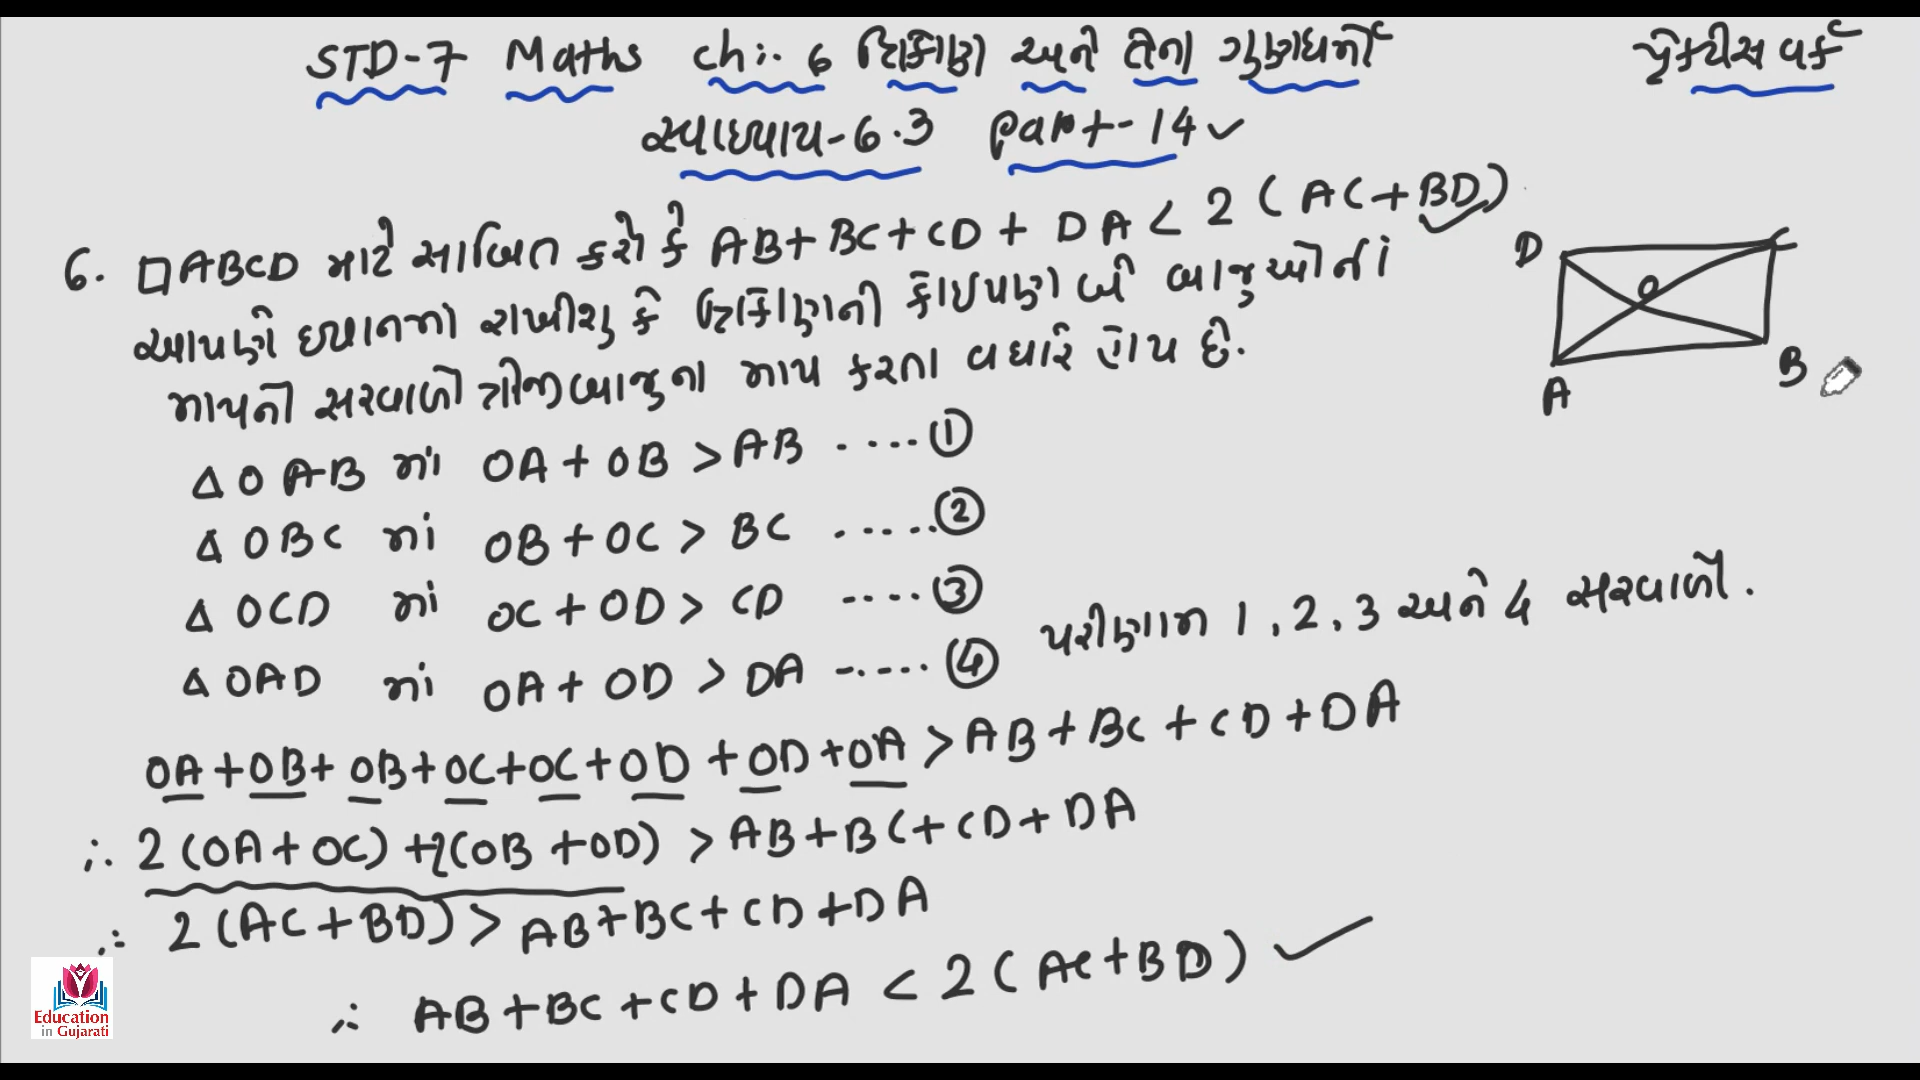 STD-7 Maths ch:- 6 ત્રિકોણ અને તેના ગુણધર્મો
પ્રેક્ટીસ વર્ક
સ્વાધ્યાય-6.3 Part-14 ✓
6. □ABCD માટે સાબિત કરો કે AB+BC+CD+DA < 2(AC+BD)
આપણે ધ્યાનમાં રાખીશુ કે ત્રિકોણની કોઈપણ બે બાજુઓનાં
માપનો સરવાળો ત્રીજી બાજુના માપ કરતા વધારે હોય છે.
D C
O
A B
Δ OAB માં OA+OB > AB .....①
Δ OBC માં OB+OC > BC .....②
Δ OCD માં OC+OD > CD .....③
Δ OAD માં OA+OD > DA .....④
પરીણામ 1, 2, 3 અને 4 સરવાળો.
OA+OB+OB+OC+OC+OD+OD+OA > AB+BC+CD+DA
∴ 2(OA+OC)+2(OB+OD) > AB+BC+CD+DA
∴ 2(AC+BD) > AB+BC+CD+DA
∴ AB+BC+CD+DA < 2(AC+BD) ✓
Education
in Gujarati